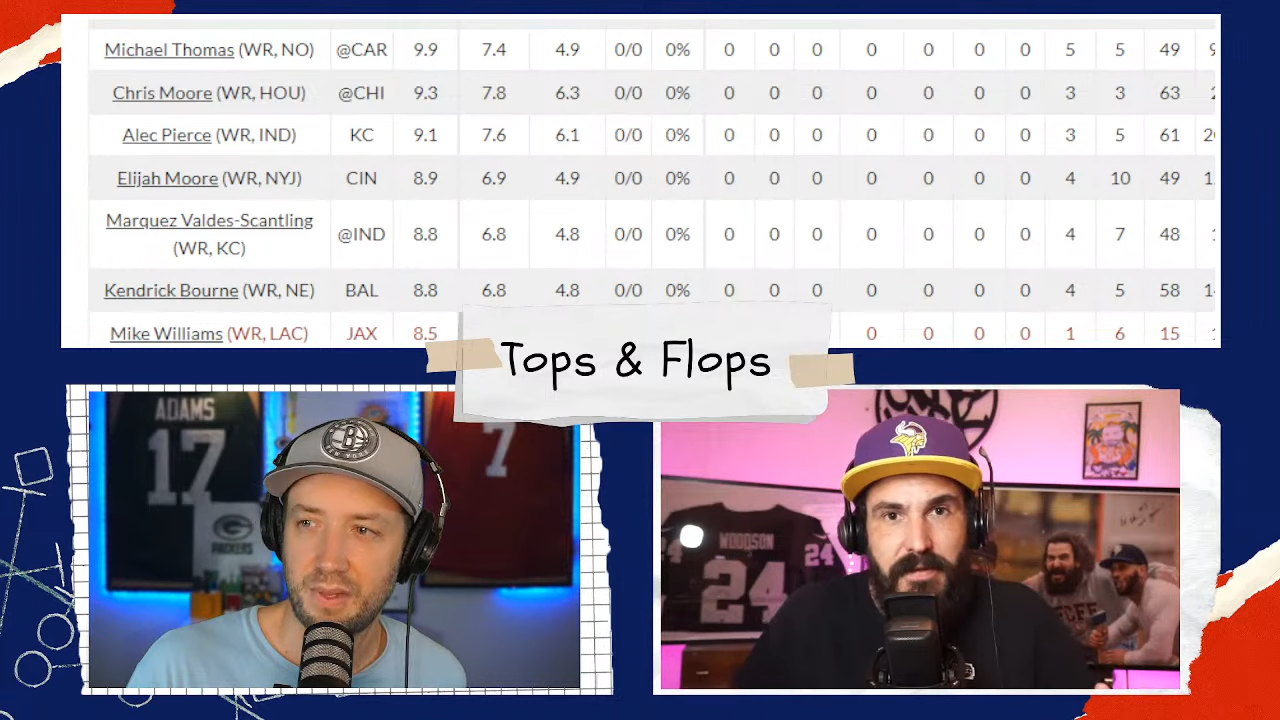 Michael Thomas (WR, NO) @CAR 9.9 7.4 4.9 0/0 0% 0 0 0 0 0 0 0 5 5 49
Chris Moore (WR, HOU) @CHI 9.3 7.8 6.3 0/0 0% 0 0 0 0 0 0 0 3 3 63
Alec Pierce (WR, IND) KC 9.1 7.6 6.1 0/0 0% 0 0 0 0 0 0 0 3 5 61
Elijah Moore (WR, NYJ) CIN 8.9 6.9 4.9 0/0 0% 0 0 0 0 0 0 0 4 10 49
Marquez Valdes-Scantling
(WR, KC) @IND 8.8 6.8 4.8 0/0 0% 0 0 0 0 0 0 0 4 7 48
Kendrick Bourne (WR, NE) BAL 8.8 6.8 4.8 0/0 0% 0 0 0 0 0 0 0 4 5 58
Mike Williams (WR, LAC) JAX 8.5 0 0 0 0 1 6 15
Tops & Flops
ADAMS
17
7
PACKERS
B
WOODSON
24
24
24